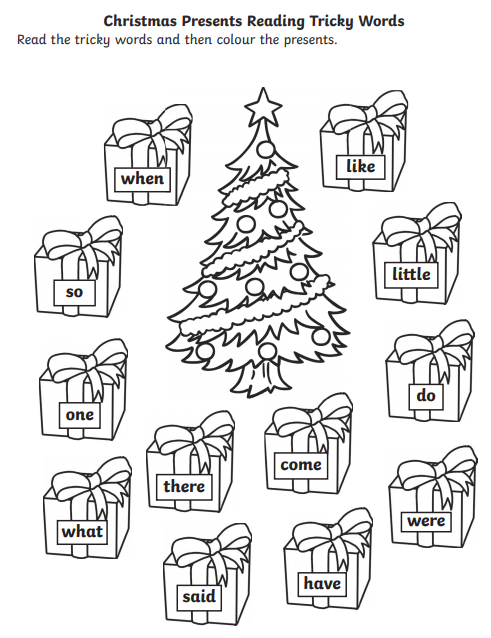 Christmas Presents Reading Tricky Words
Read the tricky words and then colour the presents.
when
like
so
little
one
do
there
come
what
were
said
have